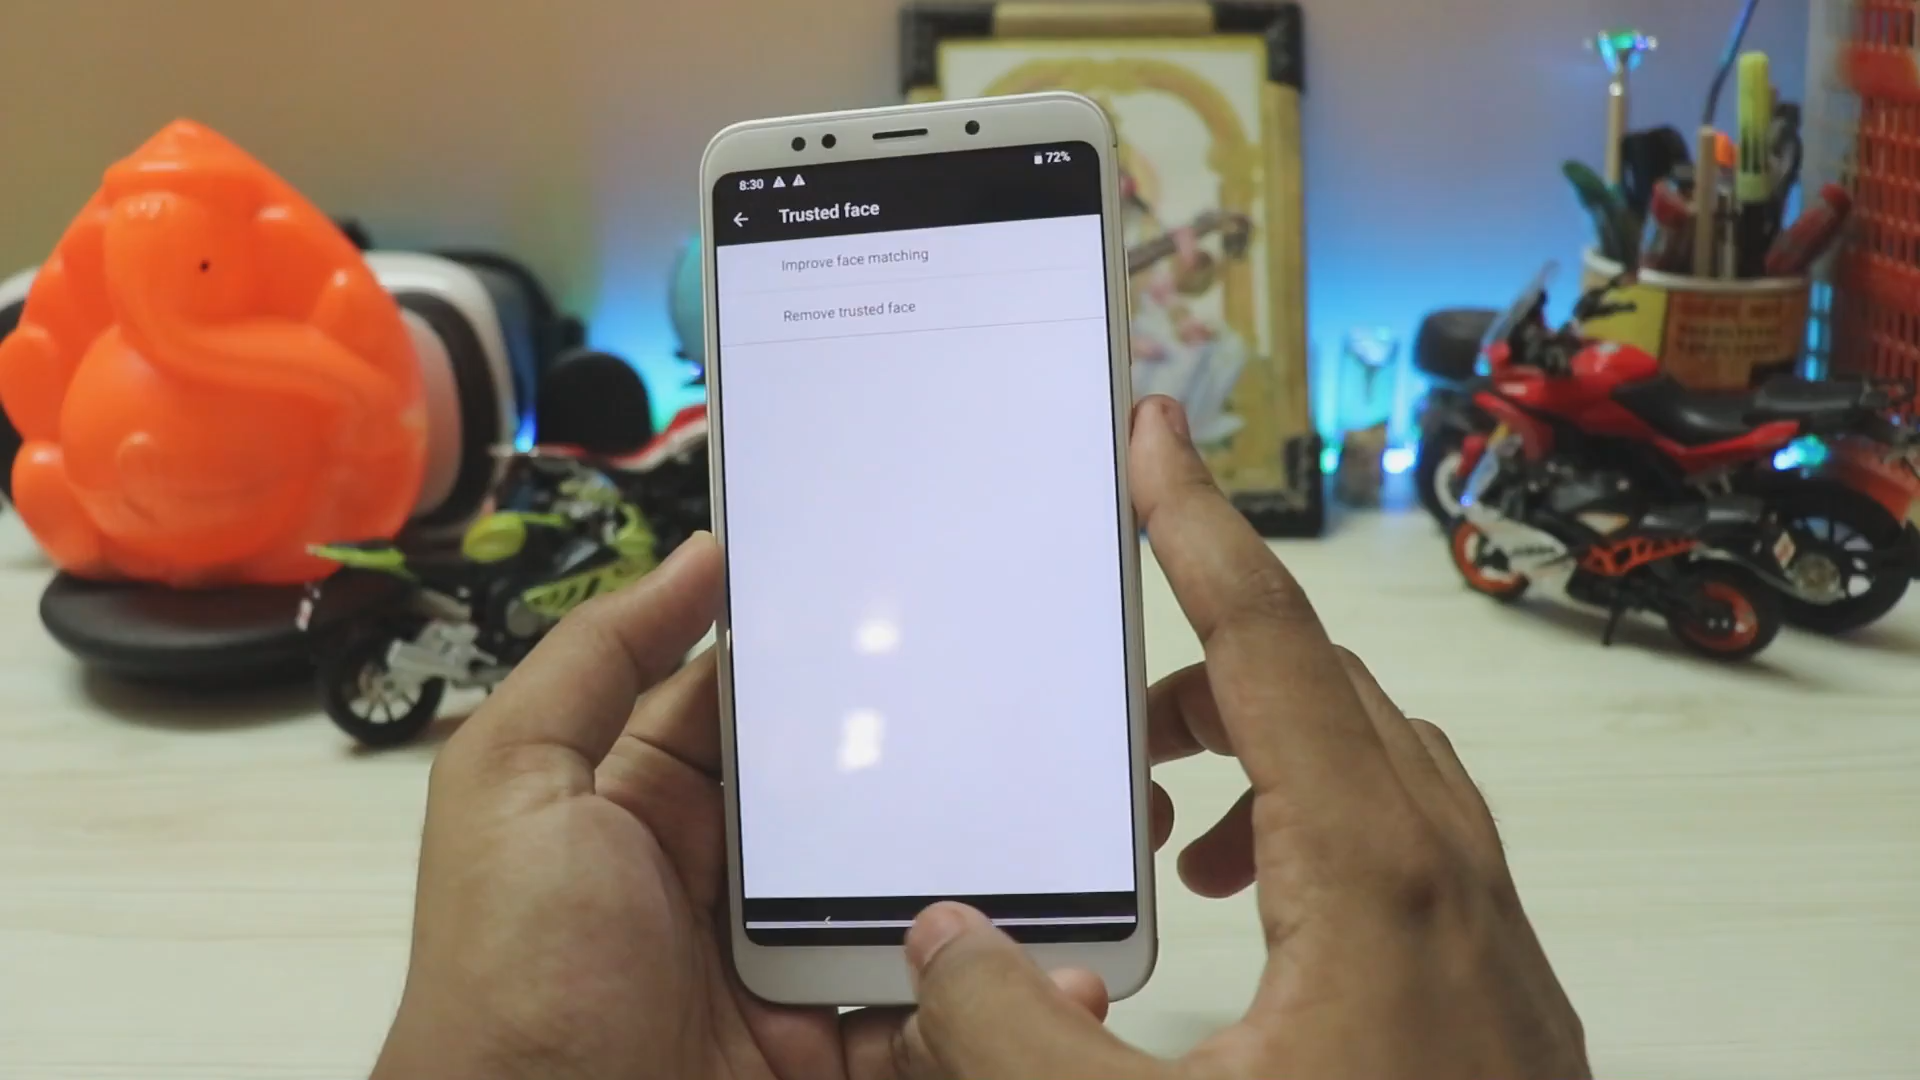 8:30
72%
Trusted face
Improve face matching
Remove trusted face